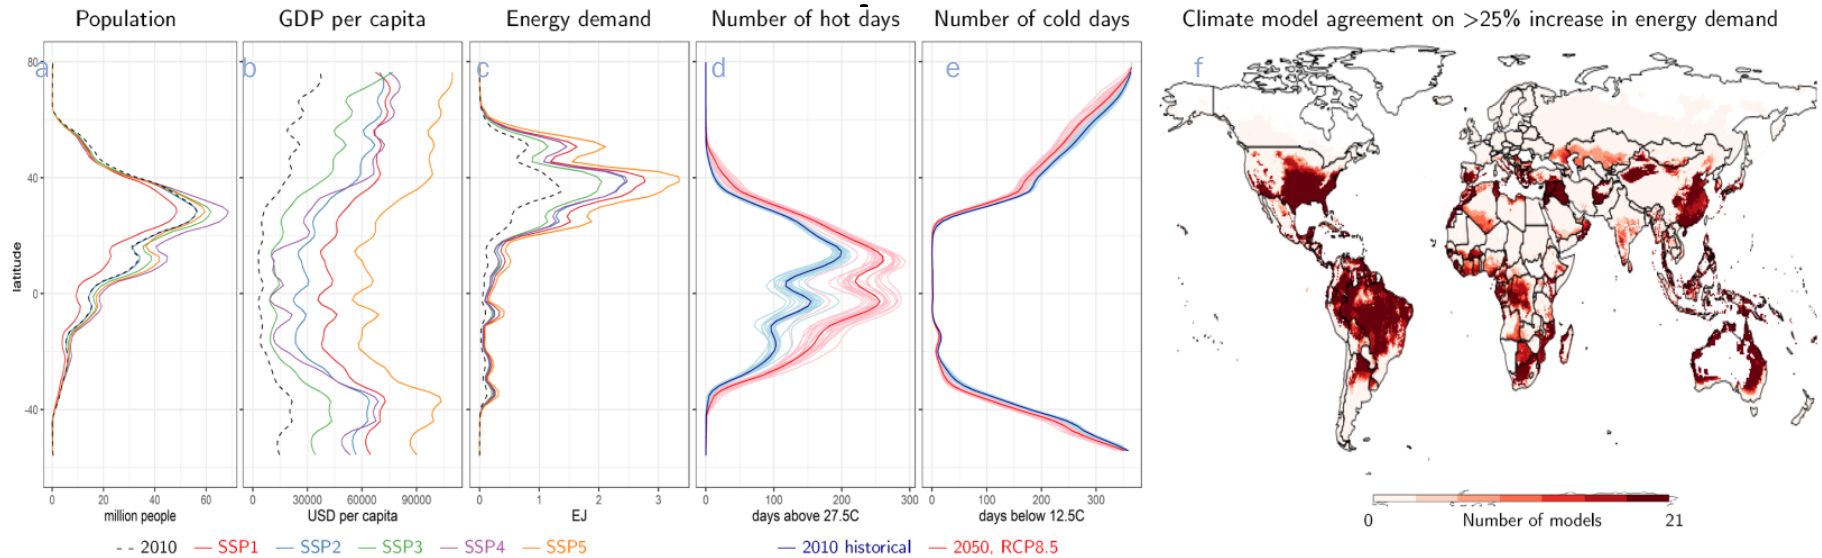 Population GDP per capita Energy demand Number of hot days Number of cold days Climate model agreement on >25% increase in energy demand
a b c d e f
80
40
0
-40
latitude
0 20 40 60 0 30000 60000 90000 0 1 2 3 0 100 200 300 0 100 200 300
million people USD per capita EJ days above 27.5C days below 12.5C
0 Number of models 21
2010 SSP1 SSP2 SSP3 SSP4 SSP5 2010 historical 2050, RCP8.5